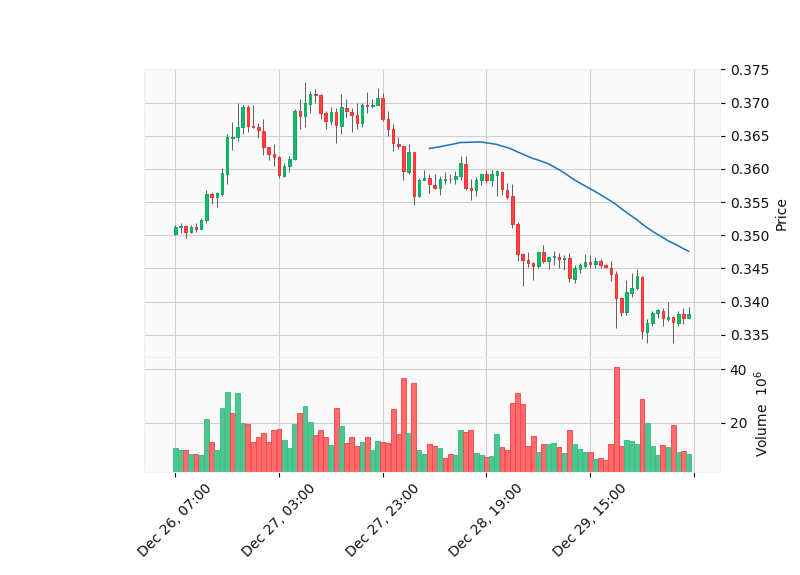 0.375
0.370
0.365
0.360
0.355
0.350
0.345
0.340
0.335
Price
40
20
Volume 10^6
Dec 26, 07:00
Dec 27, 03:00
Dec 27, 23:00
Dec 28, 19:00
Dec 29, 15:00